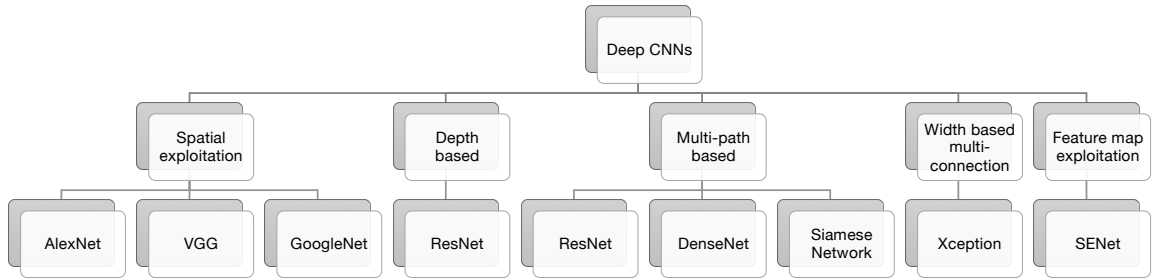 Deep CNNs
Spatial
exploitation
Depth
based
Multi-path
based
Width based
multi-
connection
Feature map
exploitation
AlexNet
VGG
GoogleNet
ResNet
ResNet
DenseNet
Siamese
Network
Xception
SENet